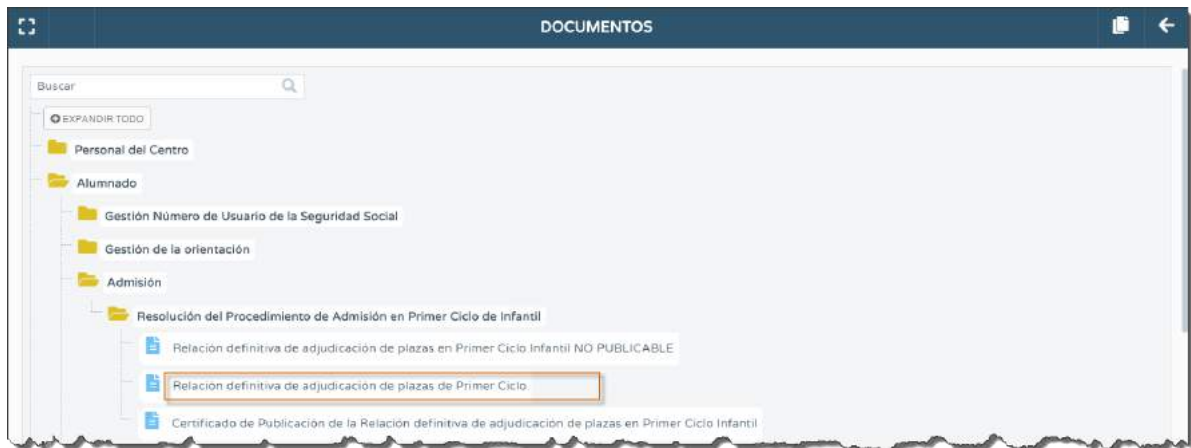 DOCUMENTOS
Buscar
EXPANDIR TODO
Personal del Centro
Alumnado
Gestión Número de Usuario de la Seguridad Social
Gestión de la orientación
Admisión
Resolución del Procedimiento de Admisión en Primer Ciclo de Infantil
Relación definitiva de adjudicación de plazas en Primer Ciclo Infantil NO PUBLICABLE
Relación definitiva de adjudicación de plazas de Primer Ciclo.
Certificado de Publicación de la Relación definitiva de adjudicación de plazas en Primer Ciclo Infantil